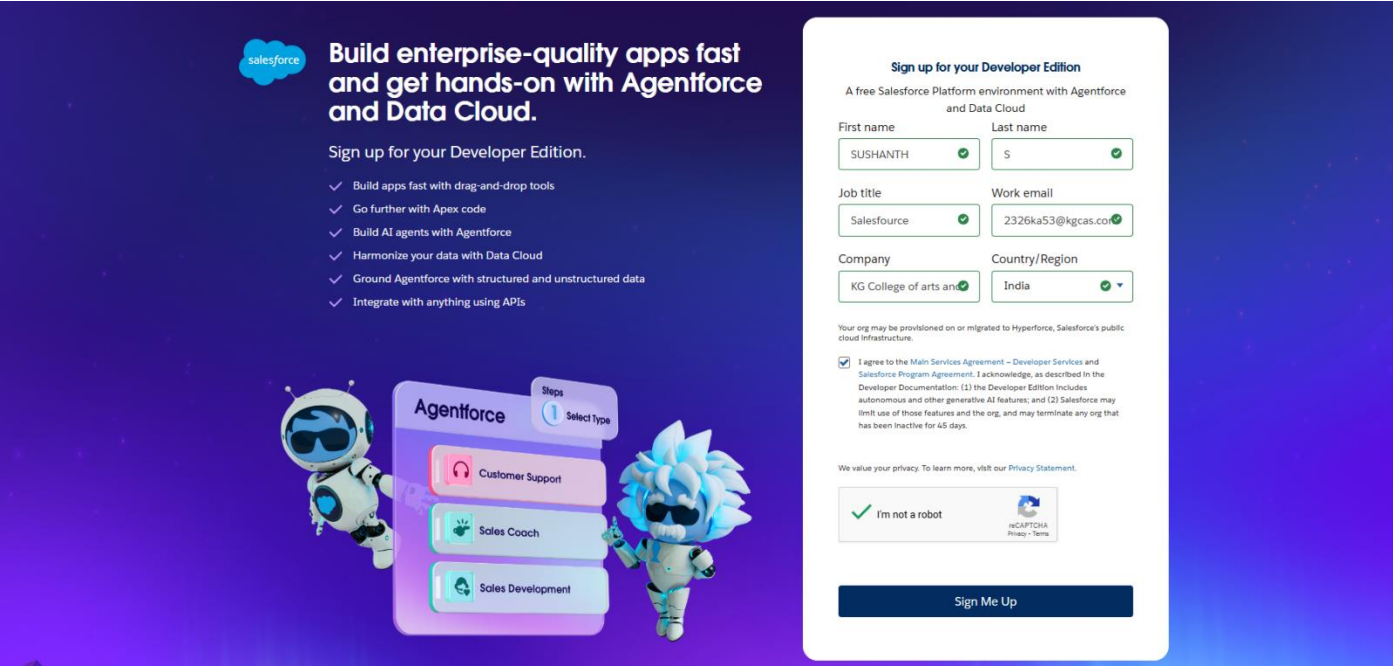 salesforce
Build enterprise-quality apps fast
and get hands-on with Agentforce
and Data Cloud.
Sign up for your Developer Edition.
Build apps fast with drag-and-drop tools
Go further with Apex code
Build AI agents with Agentforce
Harmonize your data with Data Cloud
Ground Agentforce with structured and unstructured data
Integrate with anything using APIs
Agentforce
Steps
1 Select Type
Customer Support
Sales Coach
Sales Development
Sign up for your Developer Edition
A free Salesforce Platform environment with Agentforce
and Data Cloud
First name Last name
SUSHANTH S
Job title Work email
Salesfource 2326ka53@kgcas.com
Company Country/Region
KG College of arts and India
Your org may be provisioned on or migrated to Hyperforce, Salesforce's public
cloud infrastructure.
I agree to the Main Services Agreement – Developer Services and
Salesforce Program Agreement. I acknowledge, as described in the
Developer Documentation: (1) the Developer Edition includes
autonomous and other generative AI features; and (2) Salesforce may
limit use of those features and the org, and may terminate any org that
has been inactive for 45 days.
We value your privacy. To learn more, visit our Privacy Statement.
I'm not a robot
reCAPTCHA
Privacy - Terms
Sign Me Up